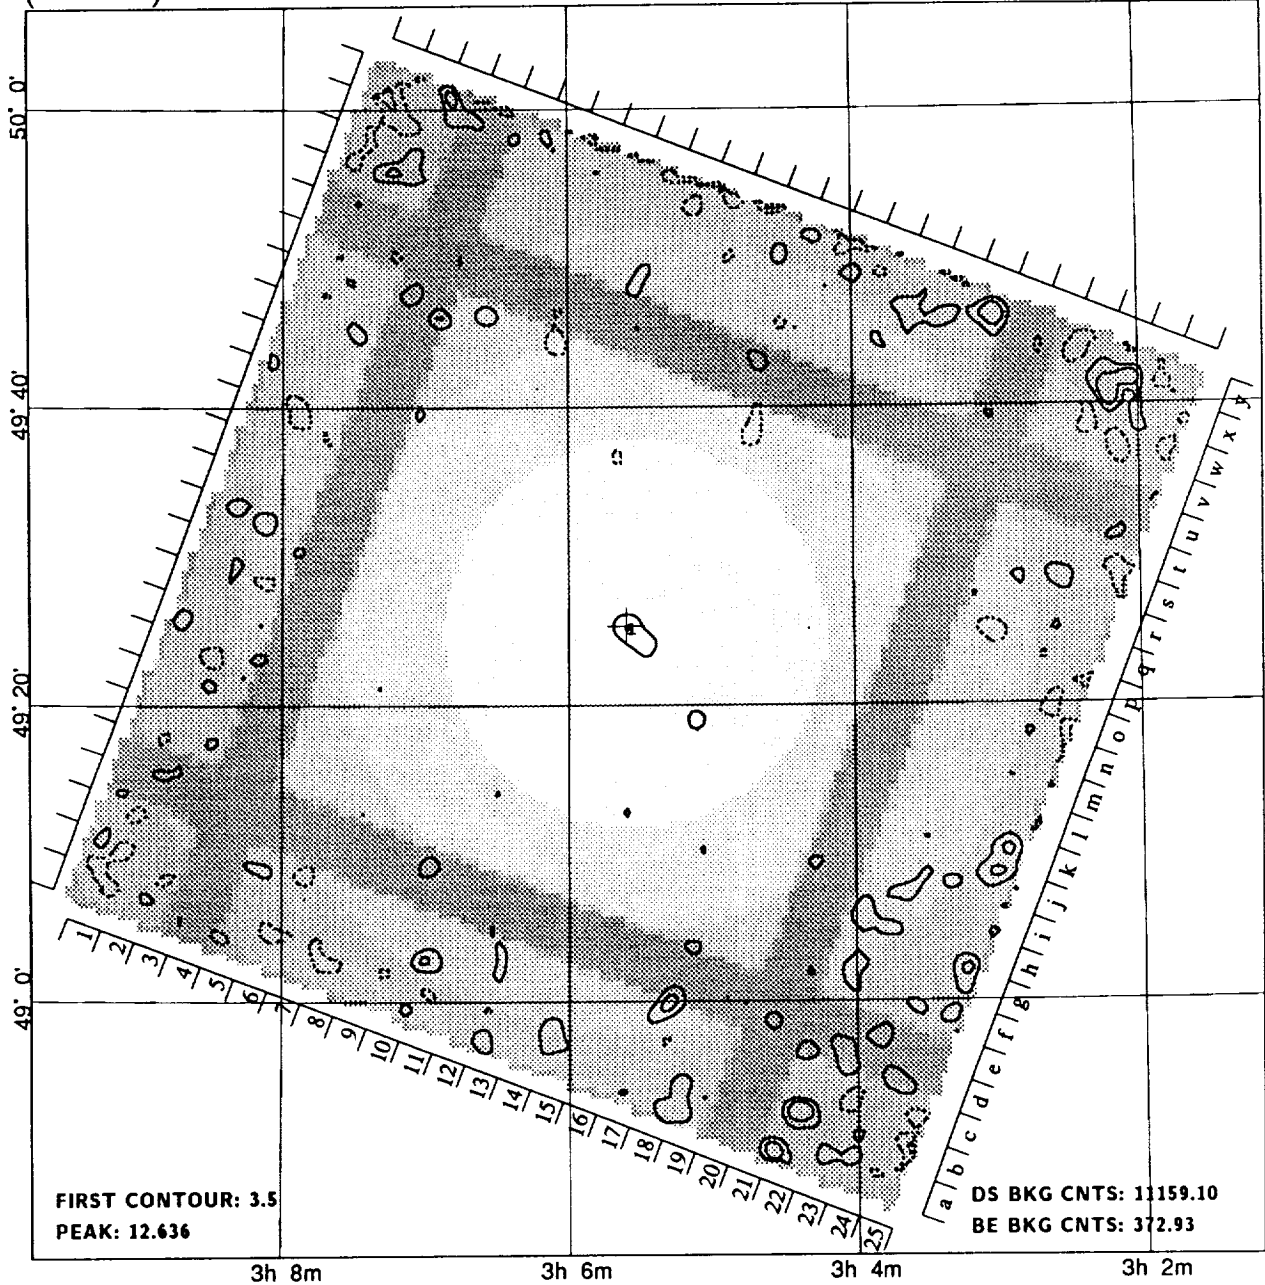 50° 0'
49° 40'
49° 20'
49° 0'
y
x
w
v
u
t
s
r
q
p
o
n
m
l
k
j
i
h
g
f
e
d
c
b
a
1 2 3 4 5 6 7 8 9 10 11 12 13 14 15 16 17 18 19 20 21 22 23 24 25
FIRST CONTOUR: 3.5
PEAK: 12.636
DS BKG CNTS: 11159.10
BE BKG CNTS: 372.93
3h 8m 3h 6m 3h 4m 3h 2m